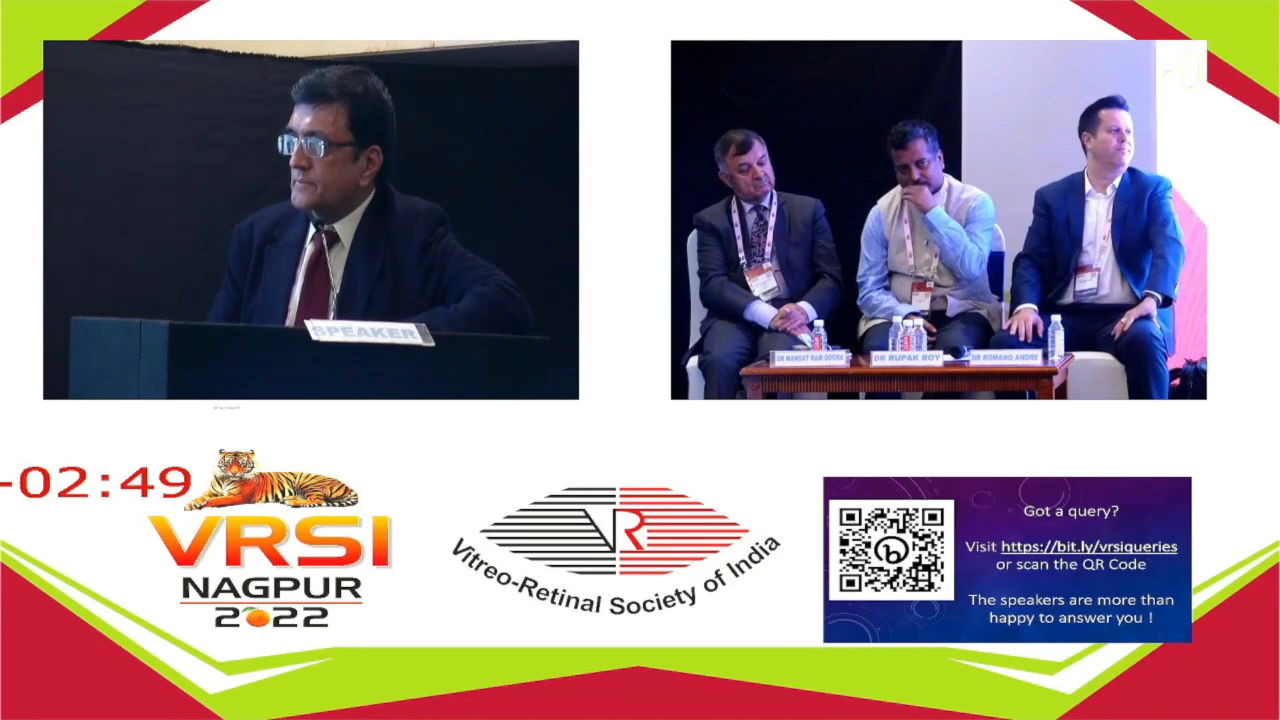 SPEAKER
DR MANGAT RAM DOGRA
DR RUPAK ROY
DR ROMANO ANDRE
-02:49
VRSI
NAGPUR
2022
VR
Vitreo-Retinal Society of India
Got a query?
Visit https://bit.ly/vrsiqueries
or scan the QR Code
The speakers are more than
happy to answer you !